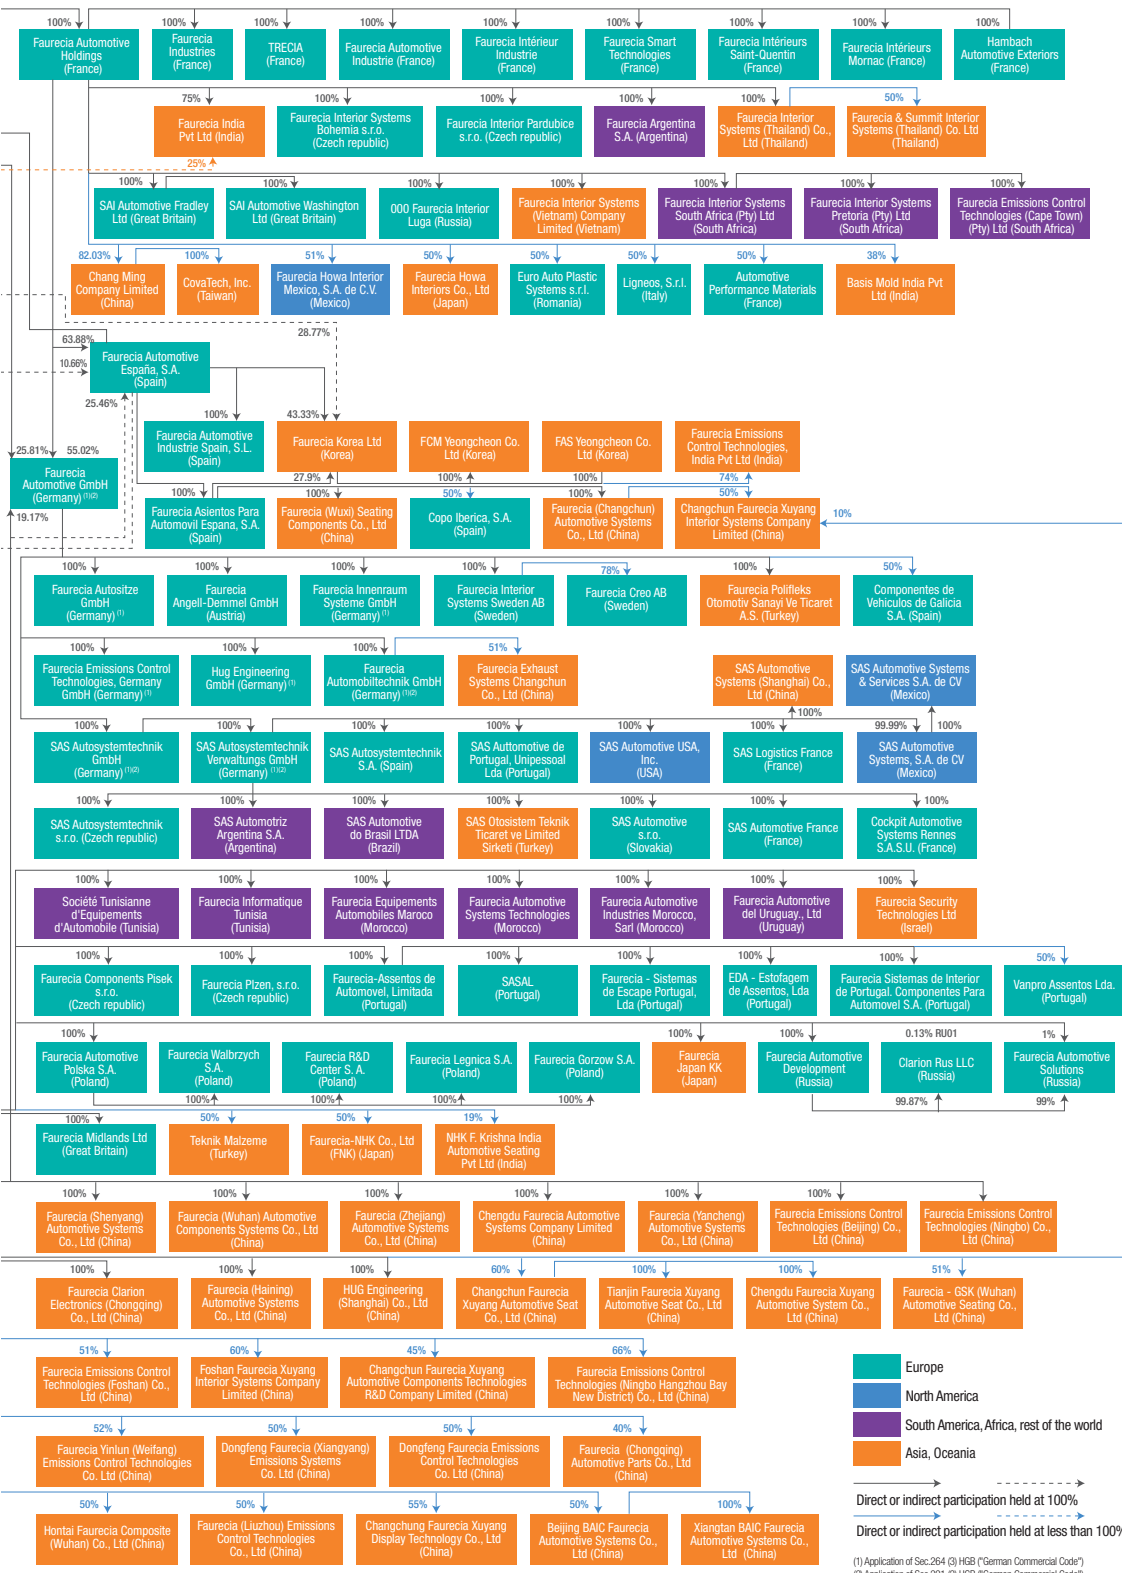 100% 100% 100% 100% 100% 100% 100% 100% 100%
Faurecia Automotive
Holdings
(France)
Faurecia
Industries
(France)
TRECIA
(France)
Faurecia Automotive
Industrie (France)
Faurecia Intérieur
Industrie
(France)
Faurecia Smart
Technologies
(France)
Faurecia Intérieurs
Saint-Quentin
(France)
Faurecia Intérieurs
Mornac (France)
Hambach
Automotive Exteriors
(France)
75% 100% 100% 100% 100% 50%
Faurecia India
Pvt Ltd (India)
Faurecia Interior Systems
Bohemia s.r.o.
(Czech republic)
Faurecia Interior Pardubice
s.r.o. (Czech republic)
Faurecia Argentina
S.A. (Argentina)
Faurecia Interior
Systems (Thailand) Co.,
Ltd (Thailand)
Faurecia & Summit Interior
Systems (Thailand) Co. Ltd
(Thailand)
25%
100% 100% 100% 100% 100% 100% 100%
SAI Automotive Fradley
Ltd (Great Britain)
SAI Automotive Washington
Ltd (Great Britain)
OOO Faurecia Interior
Luga (Russia)
Faurecia Interior Systems
(Vietnam) Company
Limited (Vietnam)
Faurecia Interior Systems
South Africa (Pty) Ltd
(South Africa)
Faurecia Interior Systems
Pretoria (Pty) Ltd
(South Africa)
Faurecia Emissions Control
Technologies (Cape Town)
(Pty) Ltd (South Africa)
82.03% 100% 51% 50% 50% 50% 50% 38%
Chang Ming
Company Limited
(China)
CovaTech, Inc.
(Taiwan)
Faurecia Howa Interior
Mexico, S.A. de C.V.
(Mexico)
Faurecia Howa
Interiors Co., Ltd
(Japan)
Euro Auto Plastic
Systems s.r.l.
(Romania)
Ligneos, S.r.l.
(Italy)
Automotive
Performance Materials
(France)
Basis Mold India Pvt
Ltd (India)
28.77%
63.88%
10.66%
Faurecia Automotive
España, S.A.
(Spain)
25.46%
100% 43.33%
Faurecia Automotive
Industrie Spain, S.L.
(Spain)
Faurecia Korea Ltd
(Korea)
FCM Yeongcheon Co.
Ltd (Korea)
FAS Yeongcheon Co.
Ltd (Korea)
Faurecia Emissions
Control Technologies,
India Pvt Ltd (India)
25.81% 55.02%
Faurecia
Automotive GmbH
(Germany) (1)(2)
19.17%
27.9% 100% 100% 74%
100% 100% 50% 100% 50%
Faurecia Asientos Para
Automovil Espana, S.A.
(Spain)
Faurecia (Wuxi) Seating
Components Co., Ltd
(China)
Copo Iberica, S.A.
(Spain)
Faurecia (Changchun)
Automotive Systems
Co., Ltd (China)
Changchun Faurecia Xuyang
Interior Systems Company
Limited (China)
10%
100% 100% 100% 100% 78% 100% 50%
Faurecia Autositze
GmbH
(Germany) (1)
Faurecia
Angell-Demmel GmbH
(Austria)
Faurecia Innenraum
Systeme GmbH
(Germany) (1)
Faurecia Interior
Systems Sweden AB
(Sweden)
Faurecia Creo AB
(Sweden)
Faurecia Polifleks
Otomotiv Sanayi Ve Ticaret
A.S. (Turkey)
Componentes de
Vehiculos de Galicia
S.A. (Spain)
100% 100% 100% 51%
Faurecia Emissions Control
Technologies, Germany
GmbH (Germany) (1)
Hug Engineering
GmbH (Germany) (1)
Faurecia
Automobiltechnik GmbH
(Germany) (1)(2)
Faurecia Exhaust
Systems Changchun
Co., Ltd (China)
SAS Automotive
Systems (Shanghai) Co.,
Ltd (China)
SAS Automotive Systems
& Services S.A. de CV
(Mexico)
100%
100% 100% 100% 100% 100% 100% 99.99% 100%
SAS Autosystemtechnik
GmbH
(Germany) (1)(2)
SAS Autosystemtechnik
Verwaltungs GmbH
(Germany) (1)(2)
SAS Autosystemtechnik
S.A. (Spain)
SAS Auttomotive de
Portugal, Unipessoal
Lda (Portugal)
SAS Automotive USA,
Inc.
(USA)
SAS Logistics France
(France)
SAS Automotive
Systems, S.A. de CV
(Mexico)
100% 100% 100% 100% 100% 100% 100%
SAS Autosystemtechnik
s.r.o. (Czech republic)
SAS Automotriz
Argentina S.A.
(Argentina)
SAS Automotive
do Brasil LTDA
(Brazil)
SAS Otosistem Teknik
Ticaret ve Limited
Sirketi (Turkey)
SAS Automotive
s.r.o.
(Slovakia)
SAS Automotive France
(France)
Cockpit Automotive
Systems Rennes
S.A.S.U. (France)
100% 100% 100% 100% 100% 100% 100%
Société Tunisianne
d'Equipements
d'Automobile (Tunisia)
Faurecia Informatique
Tunisia
(Tunisia)
Faurecia Equipements
Automobiles Maroco
(Morocco)
Faurecia Automotive
Systems Technologies
(Morocco)
Faurecia Automotive
Industries Morocco,
Sarl (Morocco)
Faurecia Automotive
del Uruguay., Ltd
(Uruguay)
Faurecia Security
Technologies Ltd
(Israel)
100% 100% 100% 100% 100% 100% 100% 50%
Faurecia Components Pisek
s.r.o.
(Czech republic)
Faurecia Plzen, s.r.o.
(Czech republic)
Faurecia-Assentos de
Automovel, Limitada
(Portugal)
SASAL
(Portugal)
Faurecia - Sistemas
de Escape Portugal,
Lda (Portugal)
EDA - Estofagem
de Assentos, Lda
(Portugal)
Faurecia Sistemas de Interior
de Portugal. Componentes Para
Automovel S.A. (Portugal)
Vanpro Assentos Lda.
(Portugal)
100% 100% 100% 0.13% RU01 1%
Faurecia Automotive
Polska S.A.
(Poland)
Faurecia Walbrzych
S.A.
(Poland)
Faurecia R&D
Center S. A.
(Poland)
Faurecia Legnica S.A.
(Poland)
Faurecia Gorzow S.A.
(Poland)
Faurecia
Japan KK
(Japan)
Faurecia Automotive
Development
(Russia)
Clarion Rus LLC
(Russia)
Faurecia Automotive
Solutions
(Russia)
100% 100% 100% 100% 99.87% 99%
100% 50% 50% 19%
Faurecia Midlands Ltd
(Great Britain)
Teknik Malzeme
(Turkey)
Faurecia-NHK Co., Ltd
(FNK) (Japan)
NHK F. Krishna India
Automotive Seating
Pvt Ltd (India)
100% 100% 100% 100% 100% 100% 100%
Faurecia (Shenyang)
Automotive Systems
Co., Ltd (China)
Faurecia (Wuhan) Automotive
Components Systems Co., Ltd
(China)
Faurecia (Zhejiang)
Automotive Systems
Co., Ltd (China)
Chengdu Faurecia Automotive
Systems Company Limited
(China)
Faurecia (Yancheng)
Automotive Systems
Co., Ltd (China)
Faurecia Emissions Control
Technologies (Beijing) Co.,
Ltd (China)
Faurecia Emissions Control
Technologies (Ningbo) Co.,
Ltd (China)
100% 100% 100% 60% 100% 100% 51%
Faurecia Clarion
Electronics (Chongqing)
Co., Ltd (China)
Faurecia (Haining)
Automotive Systems
Co., Ltd (China)
HUG Engineering
(Shanghai) Co., Ltd
(China)
Changchun Faurecia
Xuyang Automotive Seat
Co., Ltd (China)
Tianjin Faurecia Xuyang
Automotive Seat Co., Ltd
(China)
Chengdu Faurecia Xuyang
Automotive System Co.,
Ltd (China)
Faurecia - GSK (Wuhan)
Automotive Seating Co.,
Ltd (China)
51% 60% 45% 66%
Faurecia Emissions Control
Technologies (Foshan) Co.,
Ltd (China)
Foshan Faurecia Xuyang
Interior Systems Company
Limited (China)
Changchun Faurecia Xuyang
Automotive Components Technologies
R&D Company Limited (China)
Faurecia Emissions Control
Technologies (Ningbo Hangzhou Bay
New District) Co., Ltd (China)
52% 50% 50% 40%
Faurecia Yinlun (Weifang)
Emissions Control Technologies
Co. Ltd (China)
Dongfeng Faurecia (Xiangyang)
Emissions Systems
Co. Ltd (China)
Dongfeng Faurecia Emissions
Control Technologies
Co. Ltd (China)
Faurecia (Chongqing)
Automotive Parts Co., Ltd
(China)
50% 50% 55% 50% 100%
Hontai Faurecia Composite
(Wuhan) Co., Ltd (China)
Faurecia (Liuzhou) Emissions
Control Technologies
Co., Ltd (China)
Changchung Faurecia Xuyang
Display Technology Co., Ltd
(China)
Beijing BAIC Faurecia
Automotive Systems Co.,
Ltd (China)
Xiangtan BAIC Faurecia
Automotive Systems Co.,
Ltd (China)
Europe
North America
South America, Africa, rest of the world
Asia, Oceania
Direct or indirect participation held at 100%
Direct or indirect participation held at less than 100%
(1) Application of Sec.264 (3) HGB ("German Commercial Code")